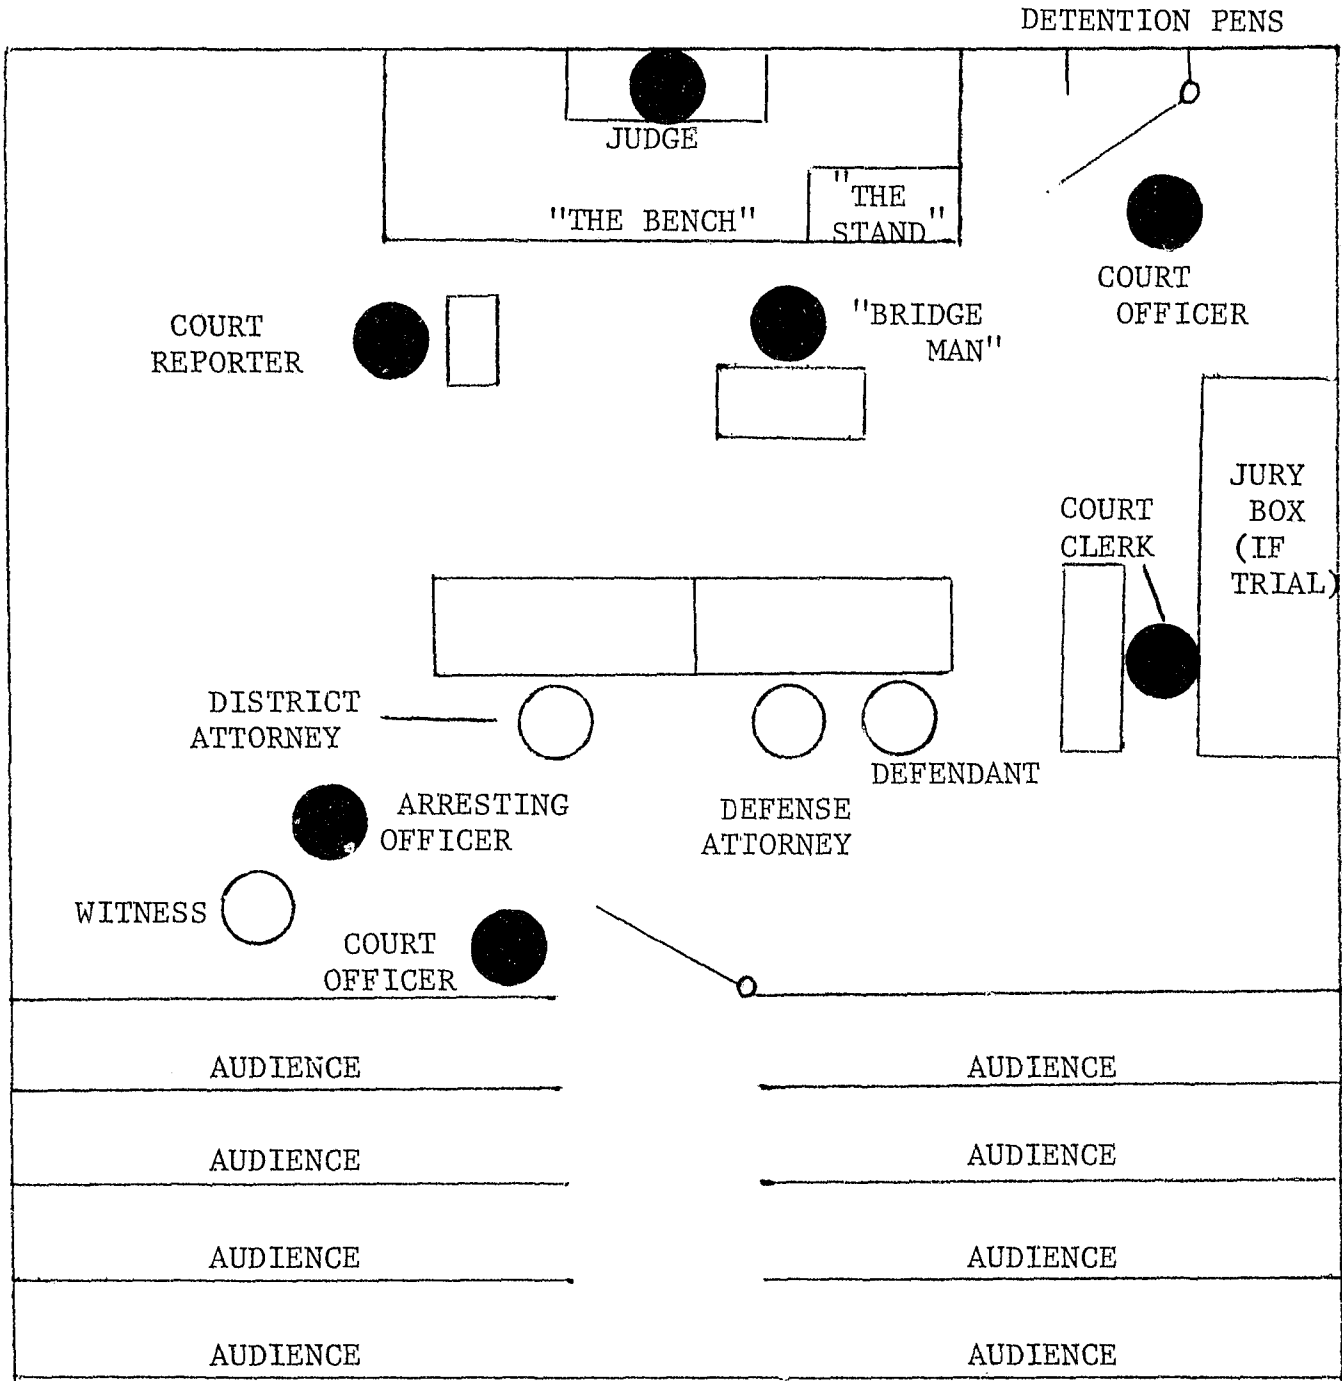 DETENTION PENS
JUDGE
"THE
STAND"
"THE BENCH"
COURT
OFFICER
COURT
REPORTER
"BRIDGE
MAN"
JURY
BOX
(IF
TRIAL)
COURT
CLERK
DISTRICT
ATTORNEY
DEFENDANT
ARRESTING
OFFICER
DEFENSE
ATTORNEY
WITNESS
COURT
OFFICER
AUDIENCE
AUDIENCE
AUDIENCE
AUDIENCE
AUDIENCE
AUDIENCE
AUDIENCE
AUDIENCE